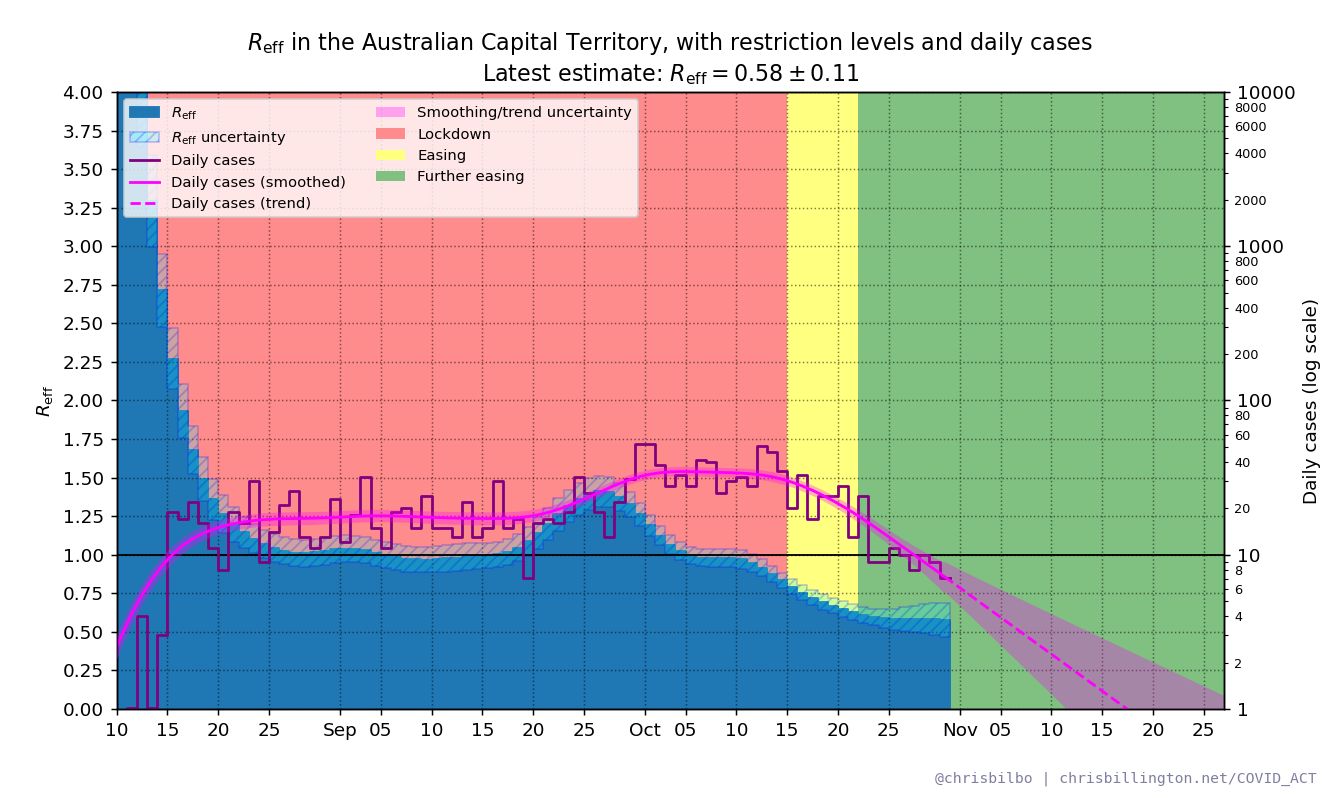 R_eff in the Australian Capital Territory, with restriction levels and daily cases
Latest estimate: R_eff = 0.58 ± 0.11
R_eff
R_eff uncertainty
Daily cases
Daily cases (smoothed)
Daily cases (trend)
Smoothing/trend uncertainty
Lockdown
Easing
Further easing
R_eff
4.00
3.75
3.50
3.25
3.00
2.75
2.50
2.25
2.00
1.75
1.50
1.25
1.00
0.75
0.50
0.25
0.00
10000
8000
6000
4000
2000
1000
800
600
400
200
100
80
60
40
20
10
8
6
4
2
1
Daily cases (log scale)
10 15 20 25 Sep 05 10 15 20 25 Oct 05 10 15 20 25 Nov 05 10 15 20 25
@chrisbilbo | chrisbillington.net/COVID_ACT